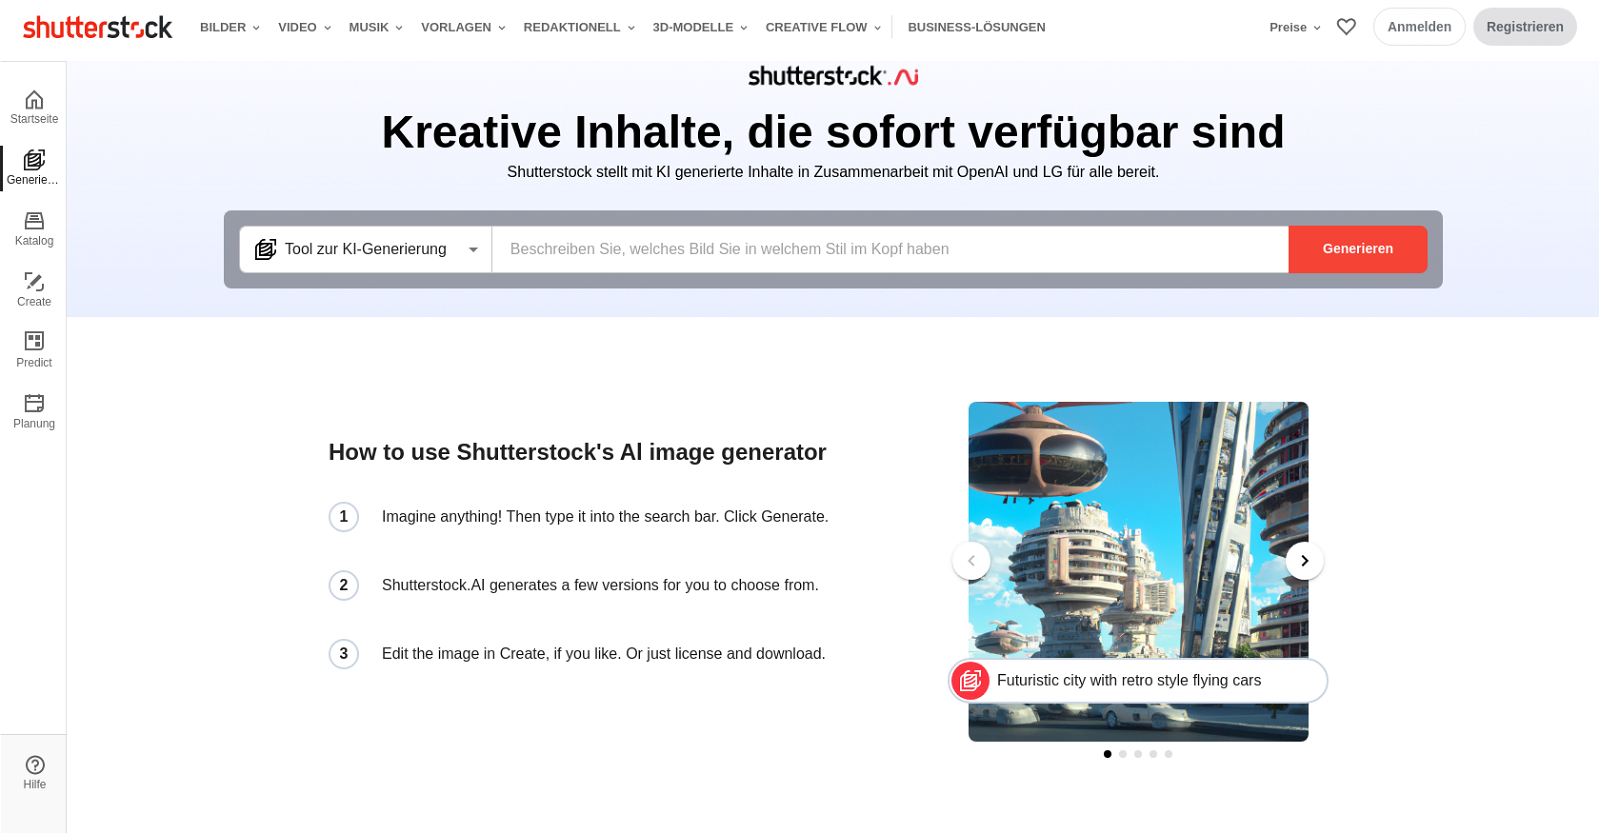 shutterstock
BILDER
VIDEO
MUSIK
VORLAGEN
REDAKTIONELL
3D-MODELLE
CREATIVE FLOW
BUSINESS-LÖSUNGEN
Preise
Anmelden
Registrieren
Startseite
Generie...
Katalog
Create
Predict
Planung
Hilfe
shutterstock.AI
Kreative Inhalte, die sofort verfügbar sind
Shutterstock stellt mit KI generierte Inhalte in Zusammenarbeit mit OpenAI und LG für alle bereit.
Tool zur KI-Generierung
Beschreiben Sie, welches Bild Sie in welchem Stil im Kopf haben
Generieren
How to use Shutterstock's AI image generator
1 Imagine anything! Then type it into the search bar. Click Generate.
2 Shutterstock.AI generates a few versions for you to choose from.
3 Edit the image in Create, if you like. Or just license and download.
Futuristic city with retro style flying cars